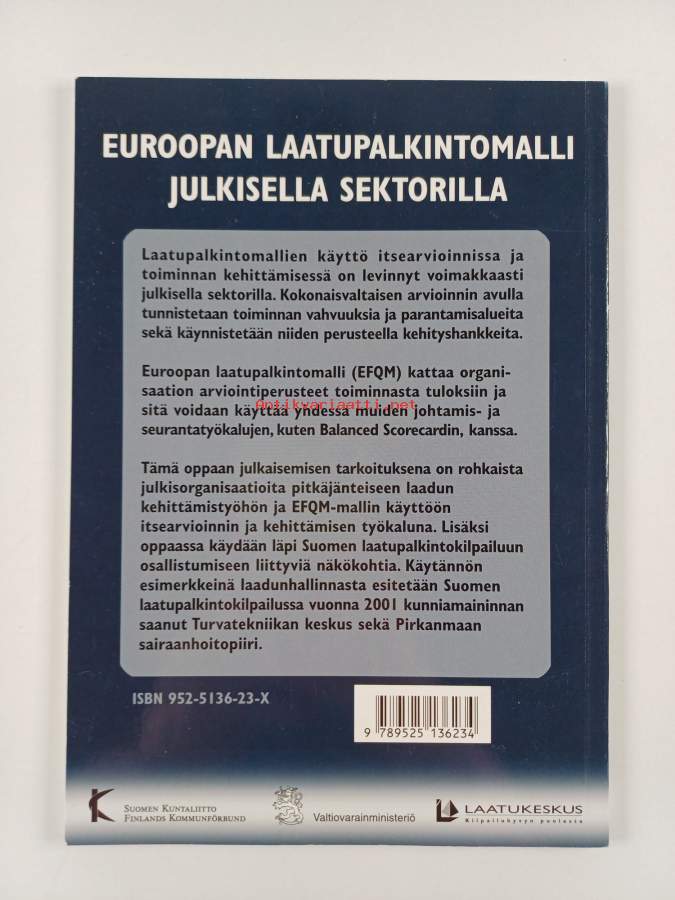 EUROOPAN LAATUPALKINTOMALLI
JULKISELLA SEKTORILLA
Laatupalkintomallien käyttö itsearvioinnissa ja
toiminnan kehittämisessä on levinnyt voimakkaasti
julkisella sektorilla. Kokonaisvaltaisen arvioinnin avulla
tunnistetaan toiminnan vahvuuksia ja parantamisalueita
sekä käynnistetään niiden perusteella kehityshankkeita.
Euroopan laatupalkintomalli (EFQM) kattaa organi-
saation arviointiperusteet toiminnasta tuloksiin ja
Antikvariaatti.net
sitä voidaan käyttää yhdessä muiden johtamis- ja
seurantatyökalujen, kuten Balanced Scorecardin, kanssa.
Tämä oppaan julkaisemisen tarkoituksena on rohkaista
julkisorganisaatioita pitkäjänteiseen laadun
kehittämistyöhön ja EFQM-mallin käyttöön
itsearvioinnin ja kehittämisen työkaluna. Lisäksi
oppaassa käydään läpi Suomen laatupalkintokilpailuun
osallistumiseen liittyviä näkökohtia. Käytännön
esimerkkeinä laadunhallinnasta esitetään Suomen
laatupalkintokilpailussa vuonna 2001 kunniamaininnan
saanut Turvatekniikan keskus sekä Pirkanmaan
sairaanhoitopiiri.
ISBN 952-5136-23-X
9 789525 136234
SUOMEN KUNTALIITTO
FINLANDS KOMMUNFÖRBUND
Valtiovarainministeriö
LAATUKESKUS
Kilpailukyvyn puolesta